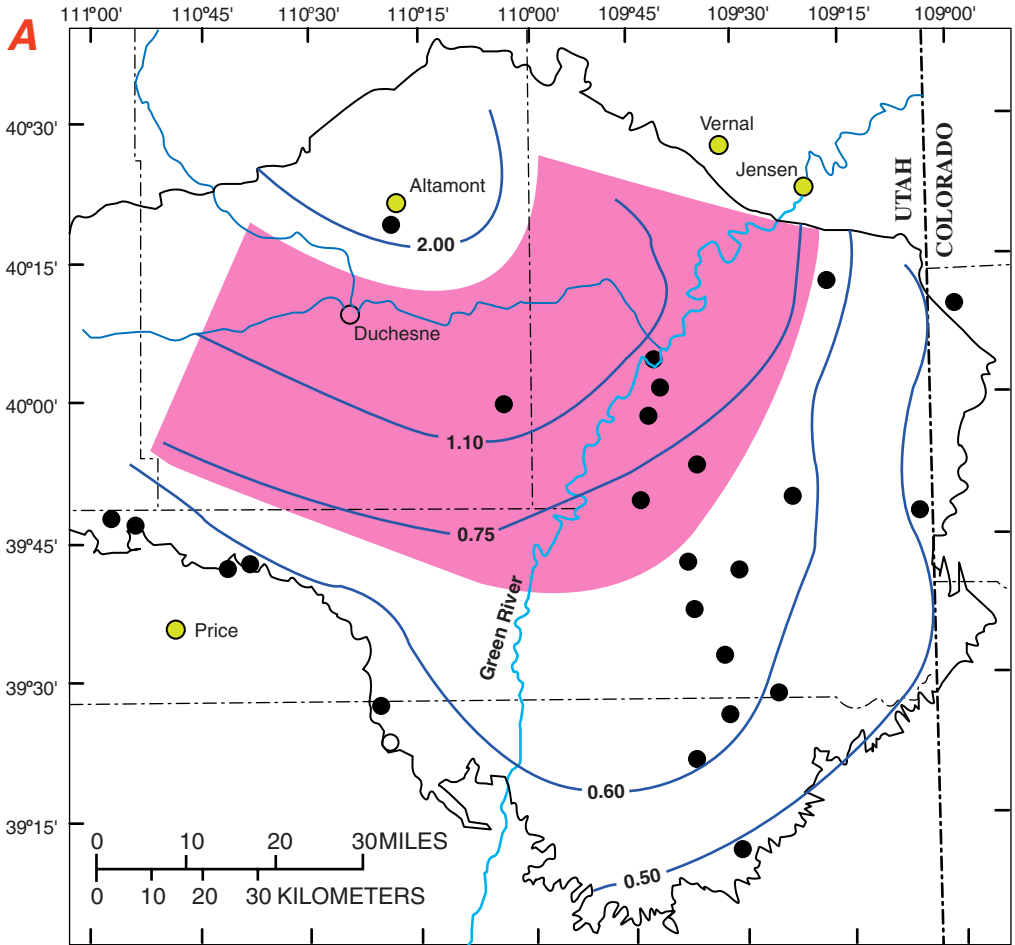 A
111°00' 110°45' 110°30' 110°15' 110°00' 109°45' 109°30' 109°15' 109°00'
40°30'
40°15'
40°00'
39°45'
39°30'
39°15'
Vernal
Jensen
UTAH
COLORADO
Altamont
2.00
Duchesne
1.10
0.75
Green River
Price
0.60
0.50
0 10 20 30 MILES
0 10 20 30 KILOMETERS